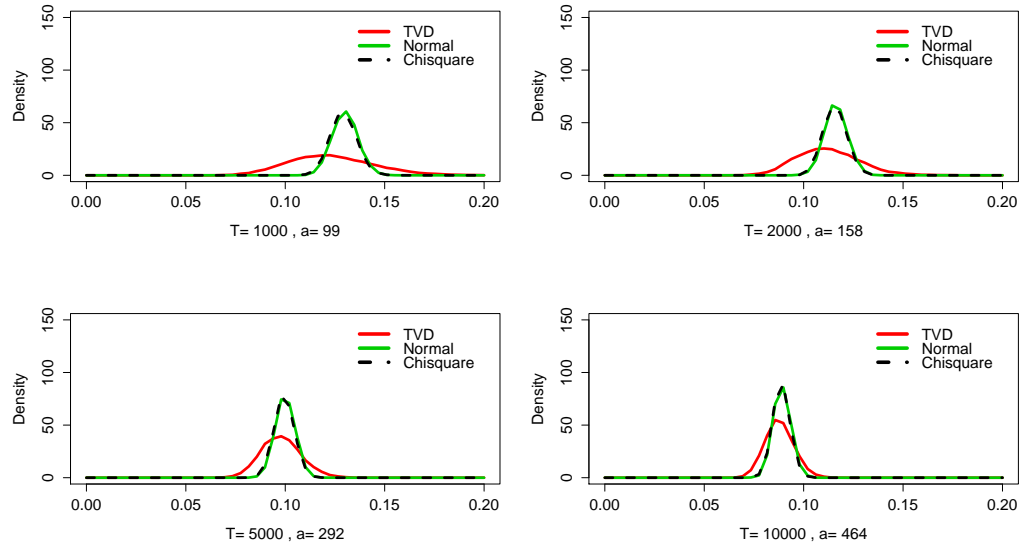 150
100
50
0
Density
TVD
Normal
Chisquare
0.00 0.05 0.10 0.15 0.20
T= 1000 , a= 99
150
100
50
0
Density
TVD
Normal
Chisquare
0.00 0.05 0.10 0.15 0.20
T= 2000 , a= 158
150
100
50
0
Density
TVD
Normal
Chisquare
0.00 0.05 0.10 0.15 0.20
T= 5000 , a= 292
150
100
50
0
Density
TVD
Normal
Chisquare
0.00 0.05 0.10 0.15 0.20
T= 10000 , a= 464